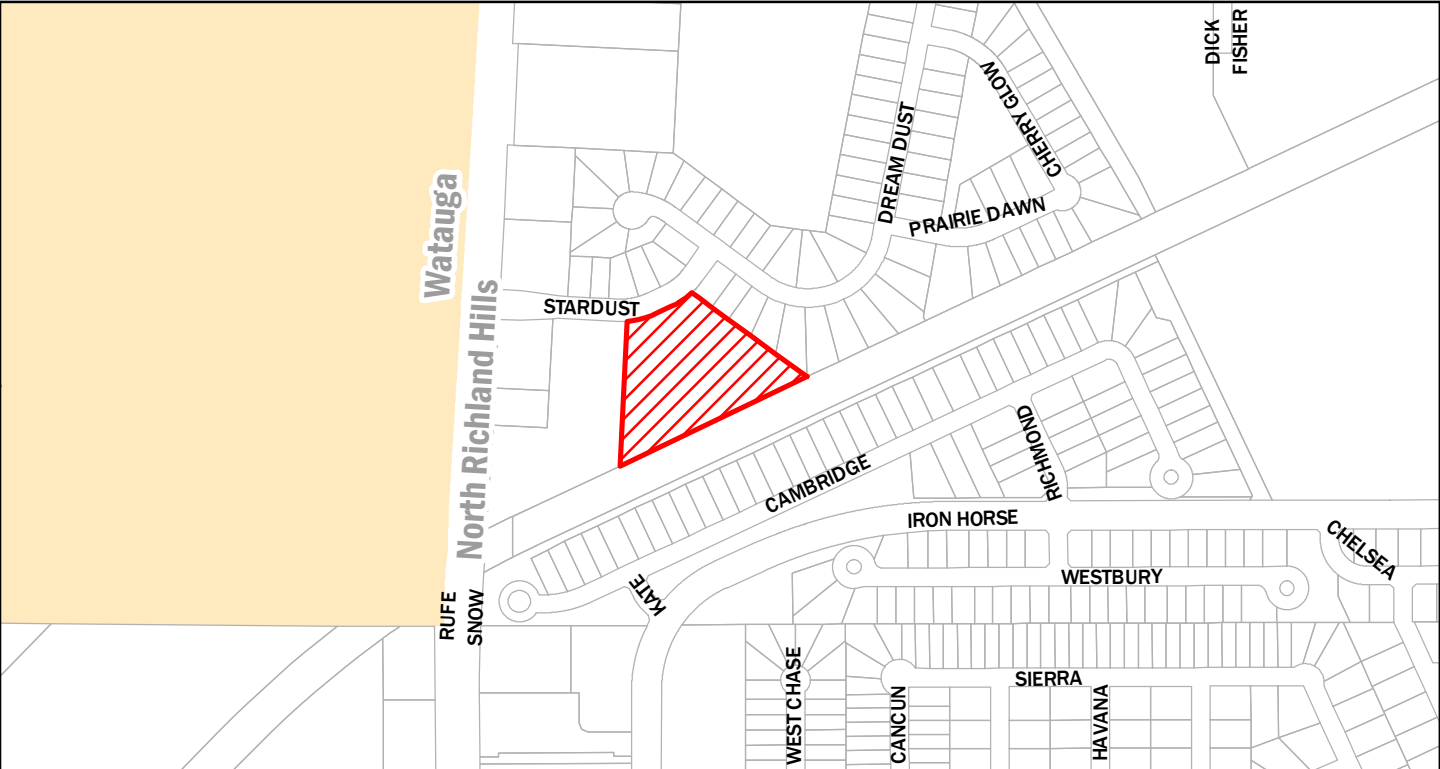 DICK
FISHER
CHERRY GLOW
DREAM DUST
PRAIRIE DAWN
Watauga
North Richland Hills
STARDUST
RICHMOND
CAMBRIDGE
IRON HORSE
CHELSEA
WESTBURY
KATE
RUFE
SNOW
WEST CHASE
CANCUN
SIERRA
HAVANA